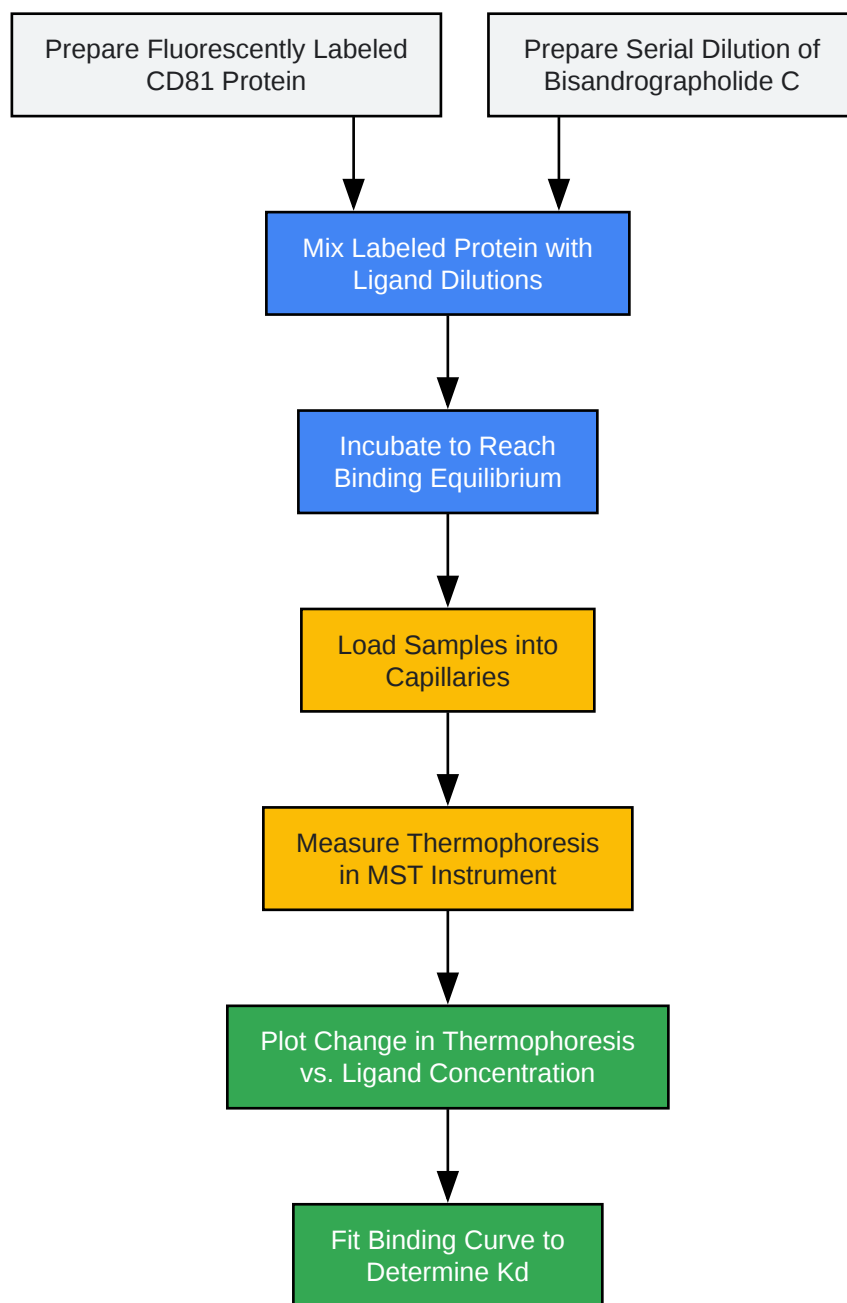 Prepare Fluorescently Labeled
CD81 Protein
Prepare Serial Dilution of
Bisandrographolide C
Mix Labeled Protein with
Ligand Dilutions
Incubate to Reach
Binding Equilibrium
Load Samples into
Capillaries
Measure Thermophoresis
in MST Instrument
Plot Change in Thermophoresis
vs. Ligand Concentration
Fit Binding Curve to
Determine Kd